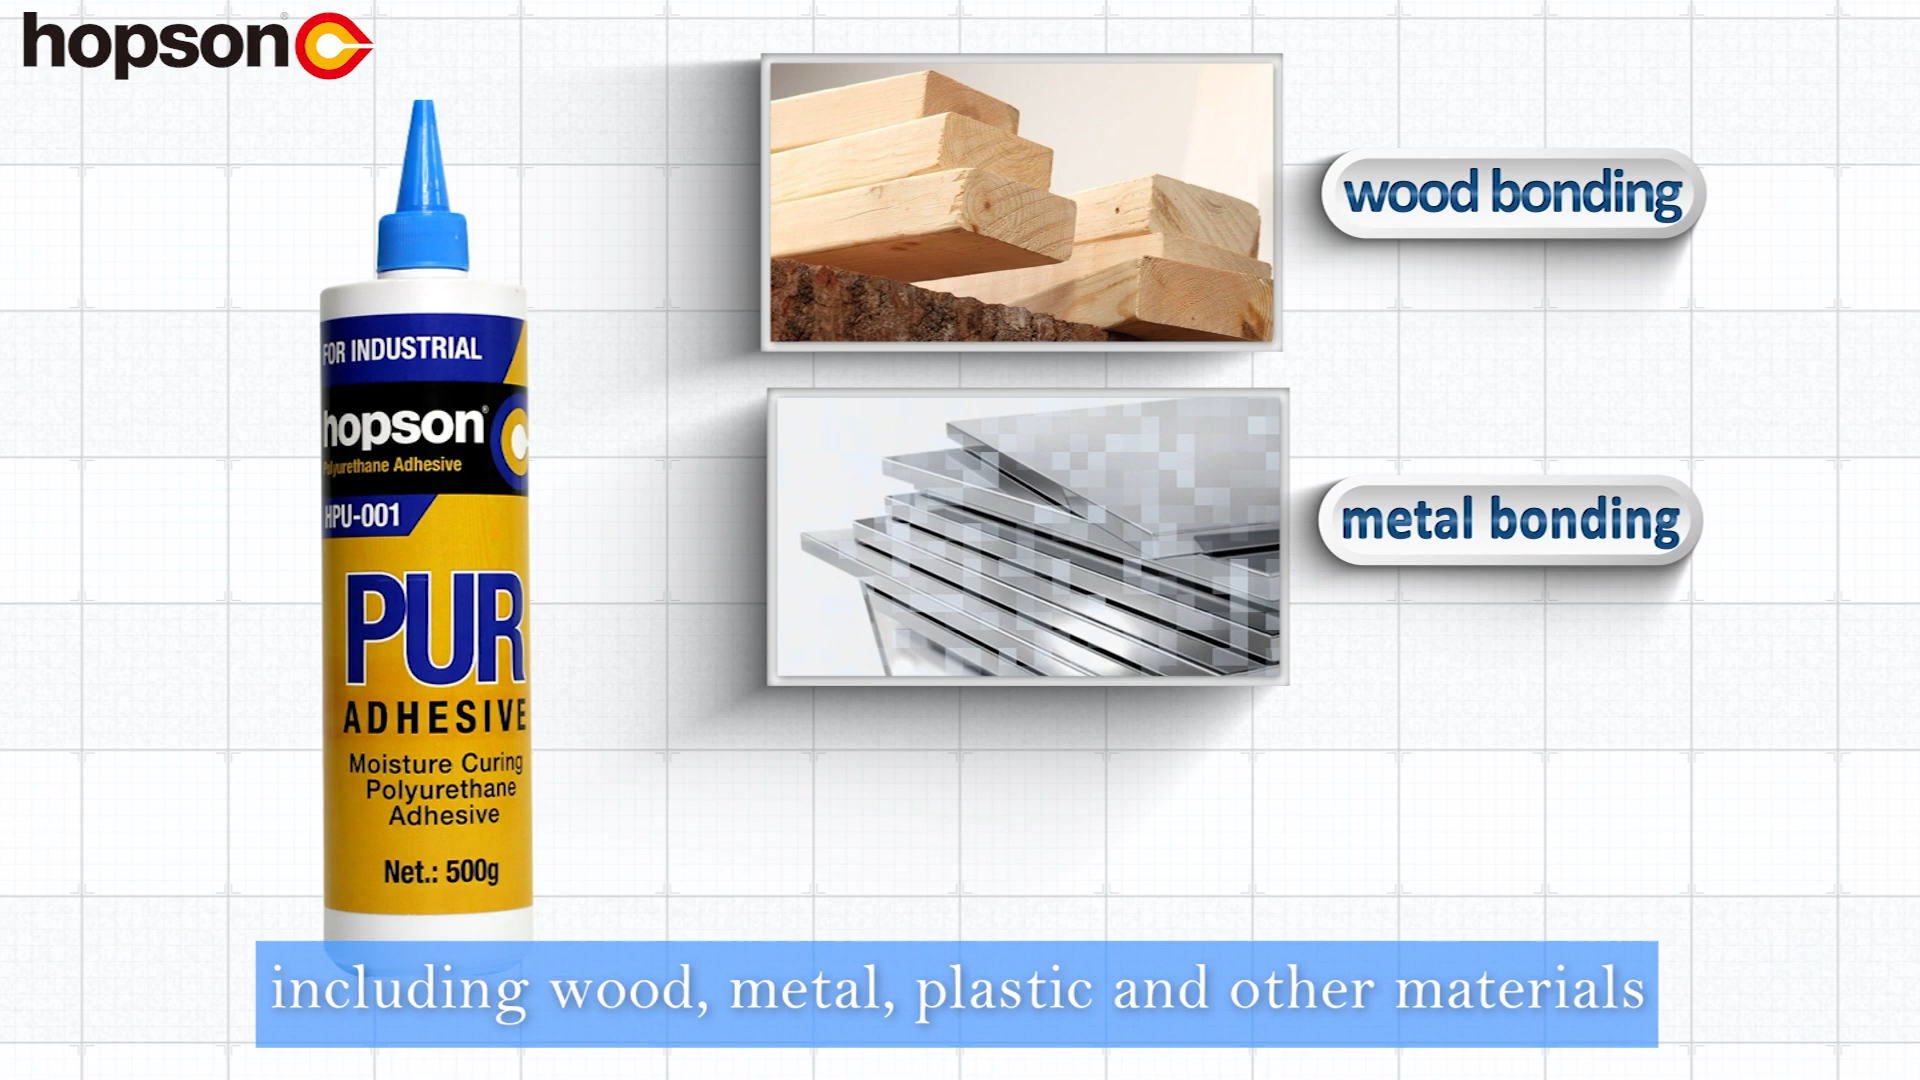 hopson
FOR INDUSTRIAL
hopson
Polyurethane Adhesive
HPU-001
PUR
ADHESIVE
Moisture Curing
Polyurethane
Adhesive
Net.: 500g
wood bonding
metal bonding
including wood, metal, plastic and other materials